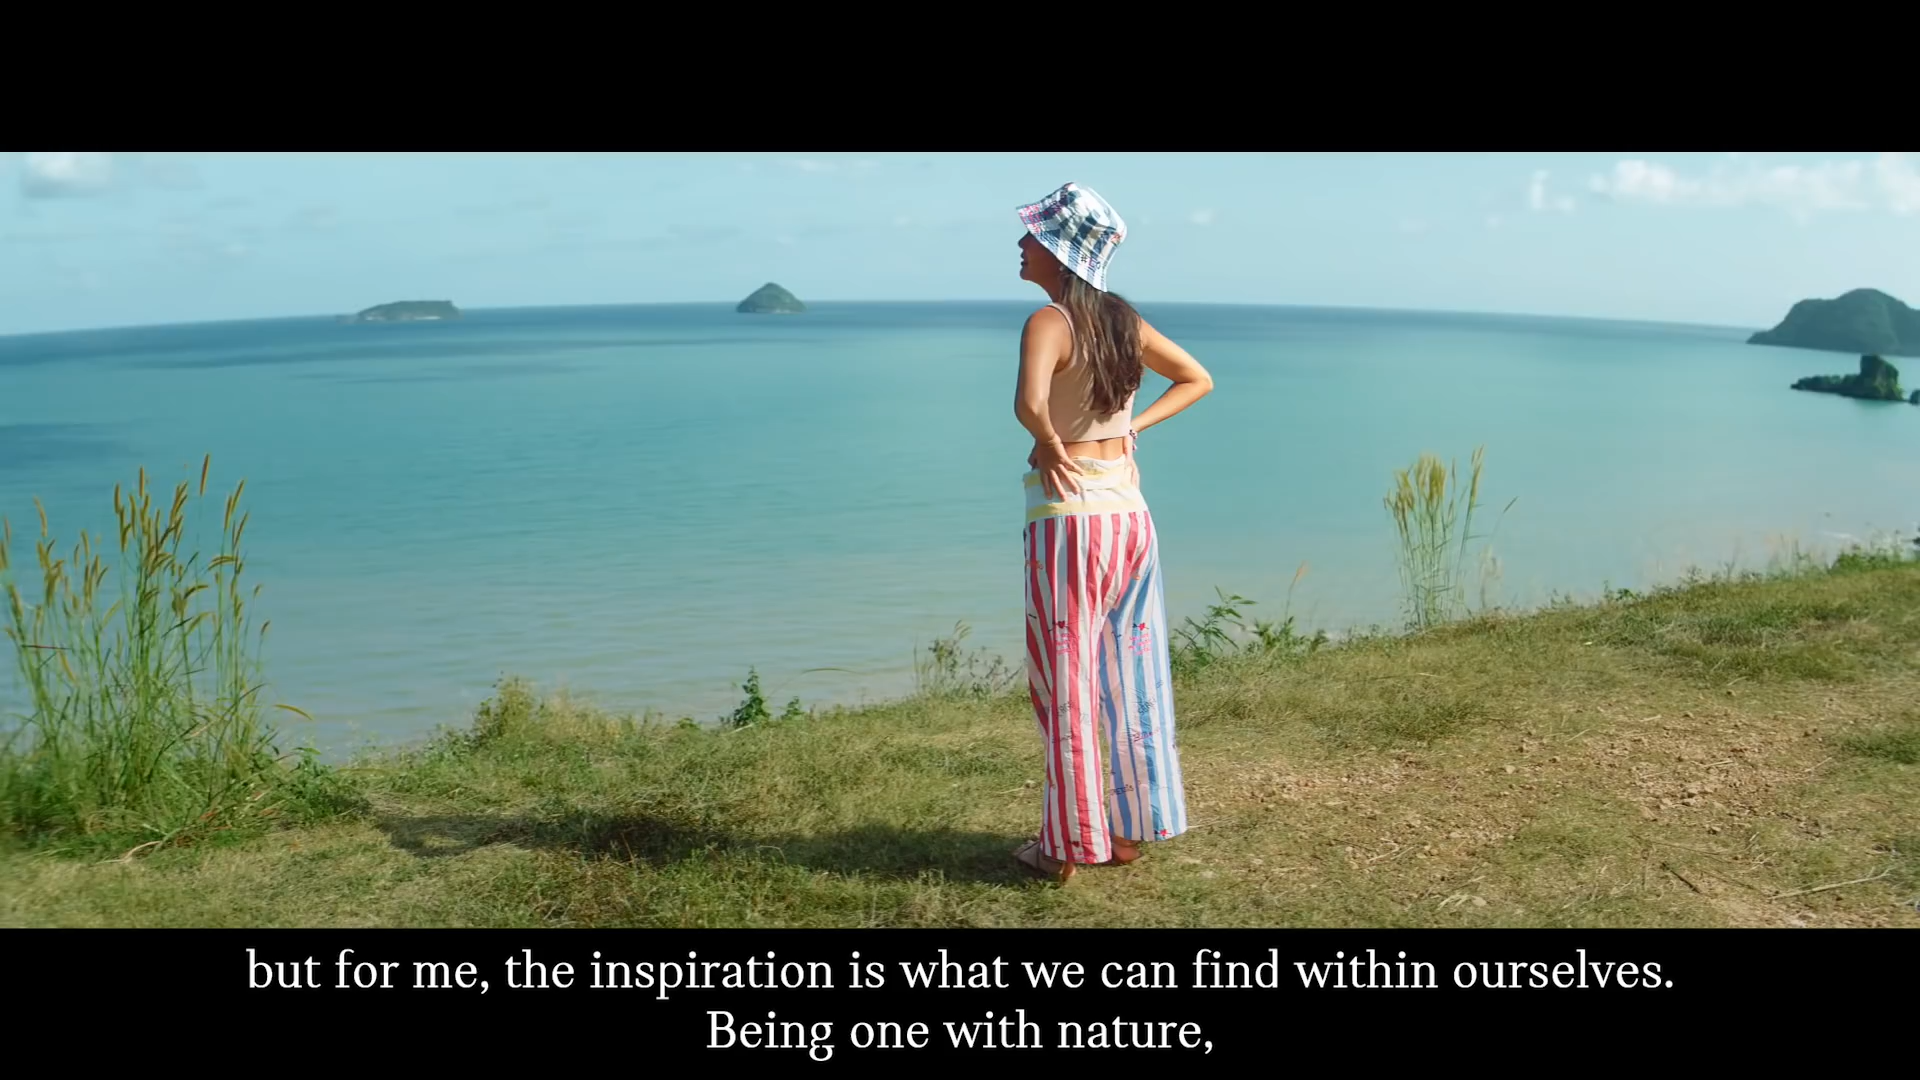 but for me, the inspiration is what we can find within ourselves.
Being one with nature,